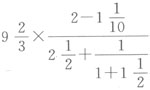 9 2/3 × (2 − 1 1/10) / (2 1/2 + 1/(1 + 1 1/2))